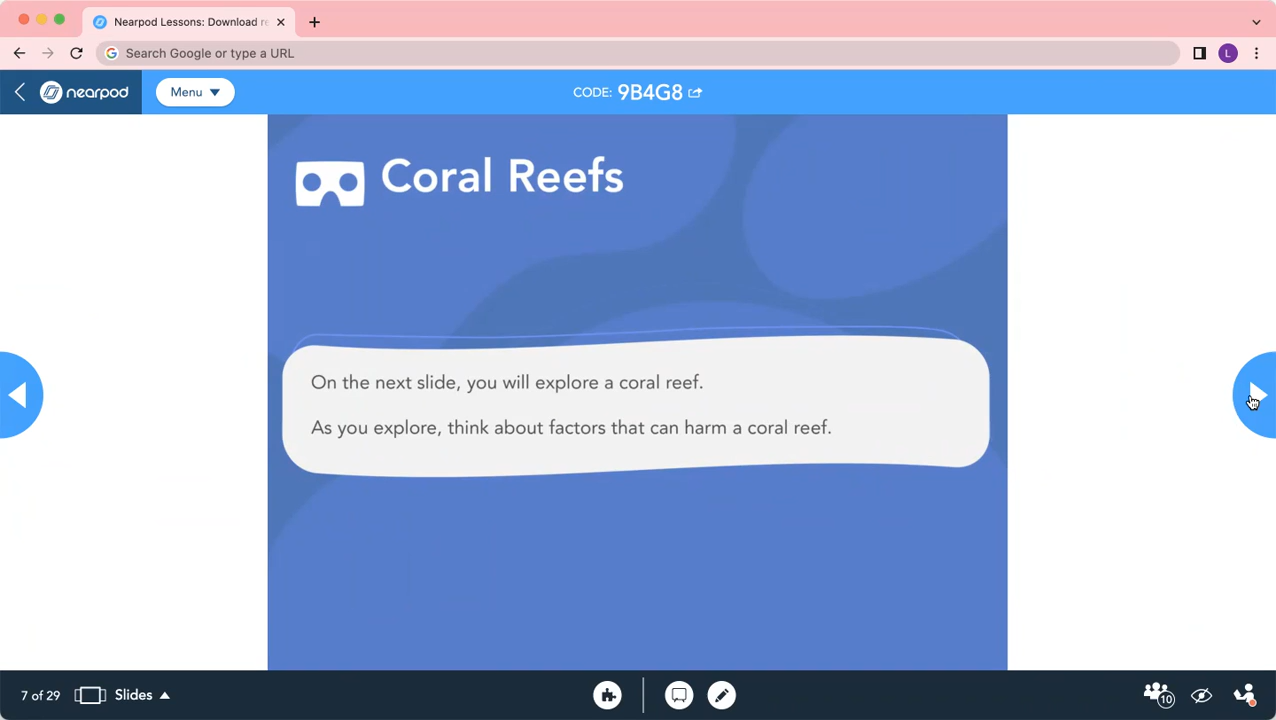 Nearpod Lessons: Download re
Search Google or type a URL
L
nearpod
Menu
CODE: 9B4G8
Coral Reefs
On the next slide, you will explore a coral reef.
As you explore, think about factors that can harm a coral reef.
7 of 29
Slides
10